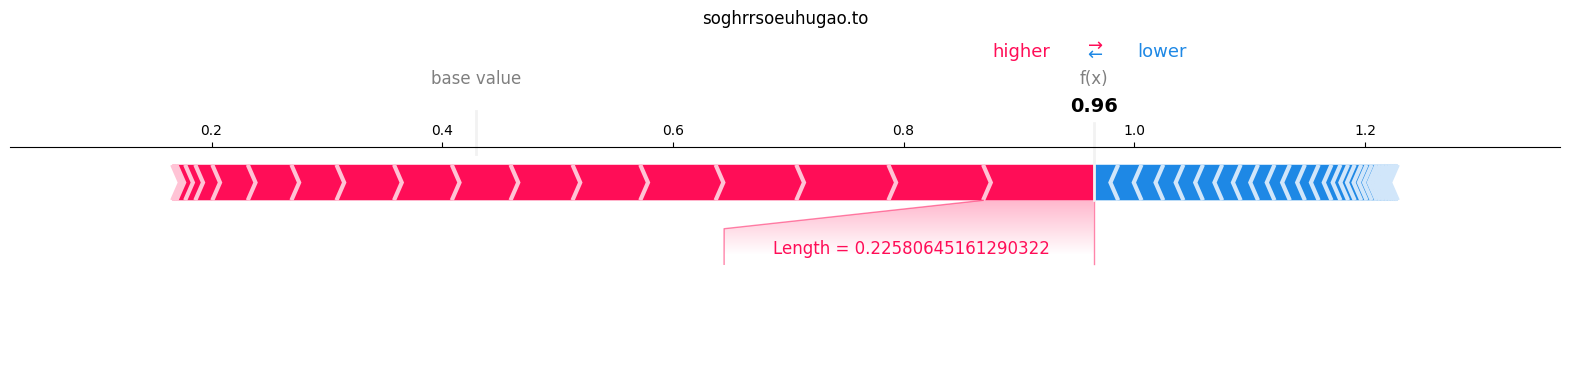 soghrrsoeuhugao.to
higher ⇄ lower
base value f(x)
0.96
0.2 0.4 0.6 0.8 1.0 1.2
Length = 0.22580645161290322